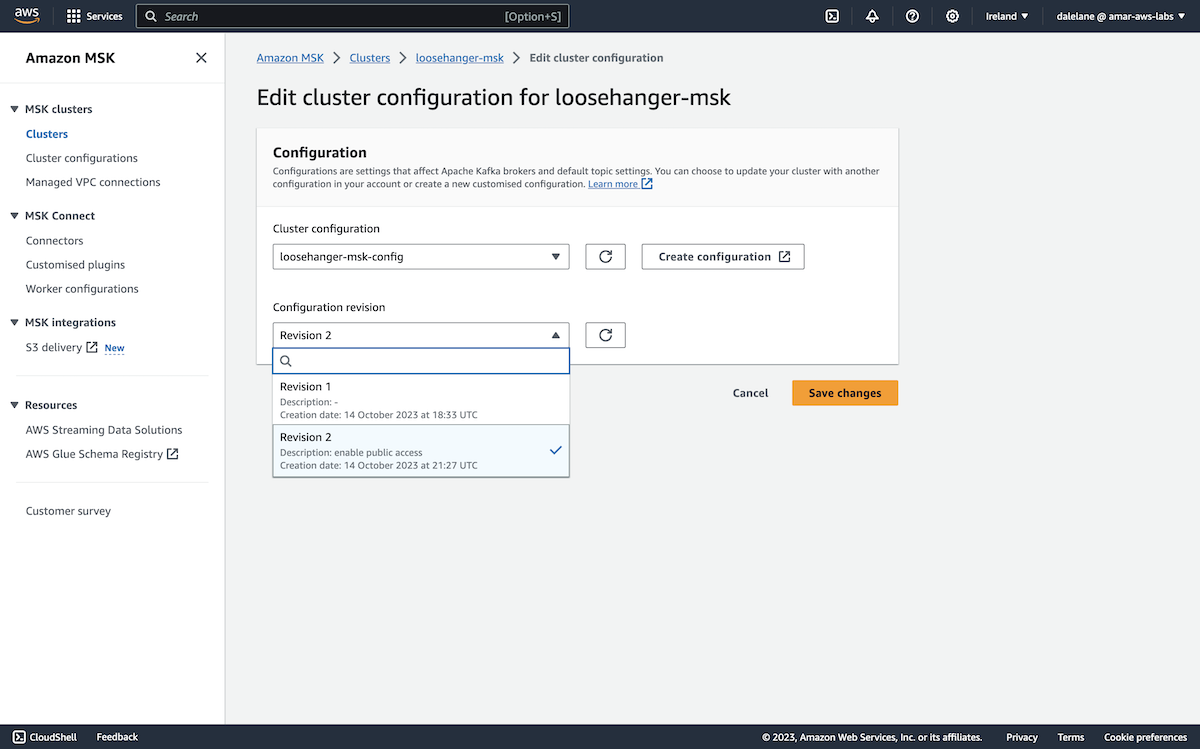 aws Services Search [Option+S] Ireland dalelane @ amar-aws-labs
Amazon MSK
MSK clusters
Clusters
Cluster configurations
Managed VPC connections
MSK Connect
Connectors
Customised plugins
Worker configurations
MSK integrations
S3 delivery New
Resources
AWS Streaming Data Solutions
AWS Glue Schema Registry
Customer survey
Amazon MSK Clusters loosehanger-msk Edit cluster configuration
Edit cluster configuration for loosehanger-msk
Configuration
Configurations are settings that affect Apache Kafka brokers and default topic settings. You can choose to update your cluster with another
configuration in your account or create a new customised configuration. Learn more
Cluster configuration
loosehanger-msk-config Create configuration
Configuration revision
Revision 2
Revision 1
Description: -
Creation date: 14 October 2023 at 18:33 UTC
Revision 2
Description: enable public access
Creation date: 14 October 2023 at 21:27 UTC
Cancel Save changes
CloudShell Feedback © 2023, Amazon Web Services, Inc. or its affiliates. Privacy Terms Cookie preferences